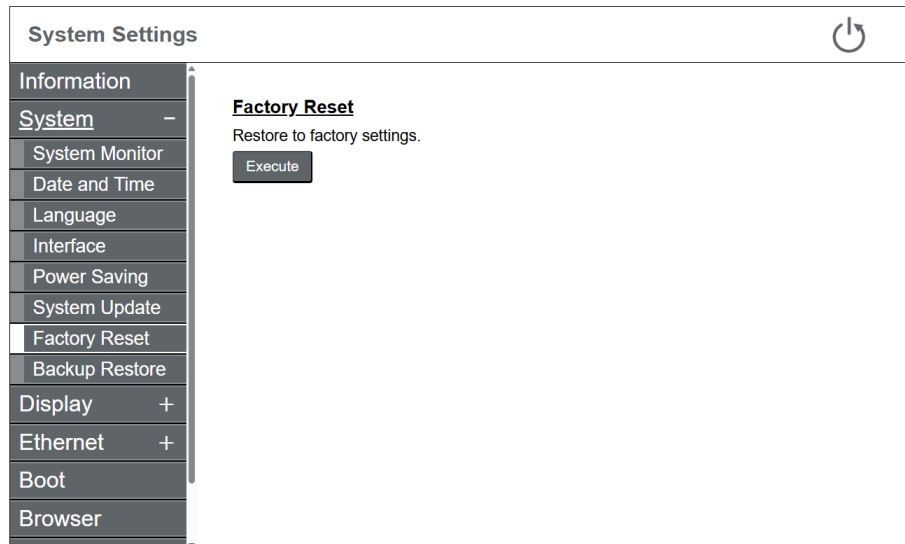 System Settings
Information
System −
System Monitor
Date and Time
Language
Interface
Power Saving
System Update
Factory Reset
Backup Restore
Display +
Ethernet +
Boot
Browser
Factory Reset
Restore to factory settings.
Execute